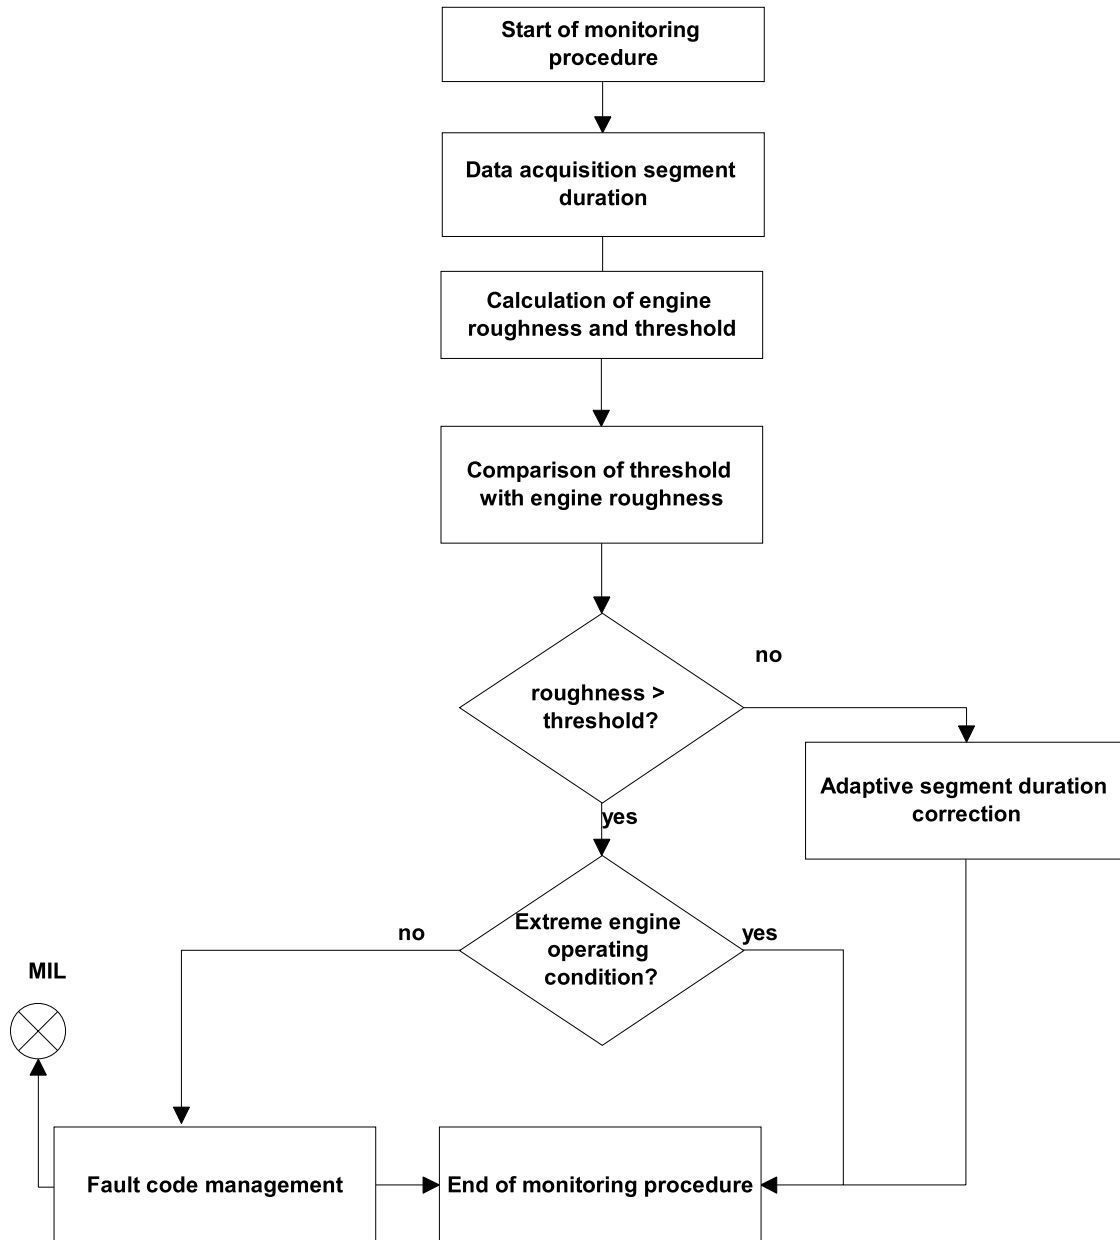 Start of monitoring
procedure
Data acquisition segment
duration
Calculation of engine
roughness and threshold
Comparison of threshold
with engine roughness
no
roughness >
threshold?
Adaptive segment duration
correction
yes
no
Extreme engine
operating
condition?
yes
MIL
Fault code management
End of monitoring procedure